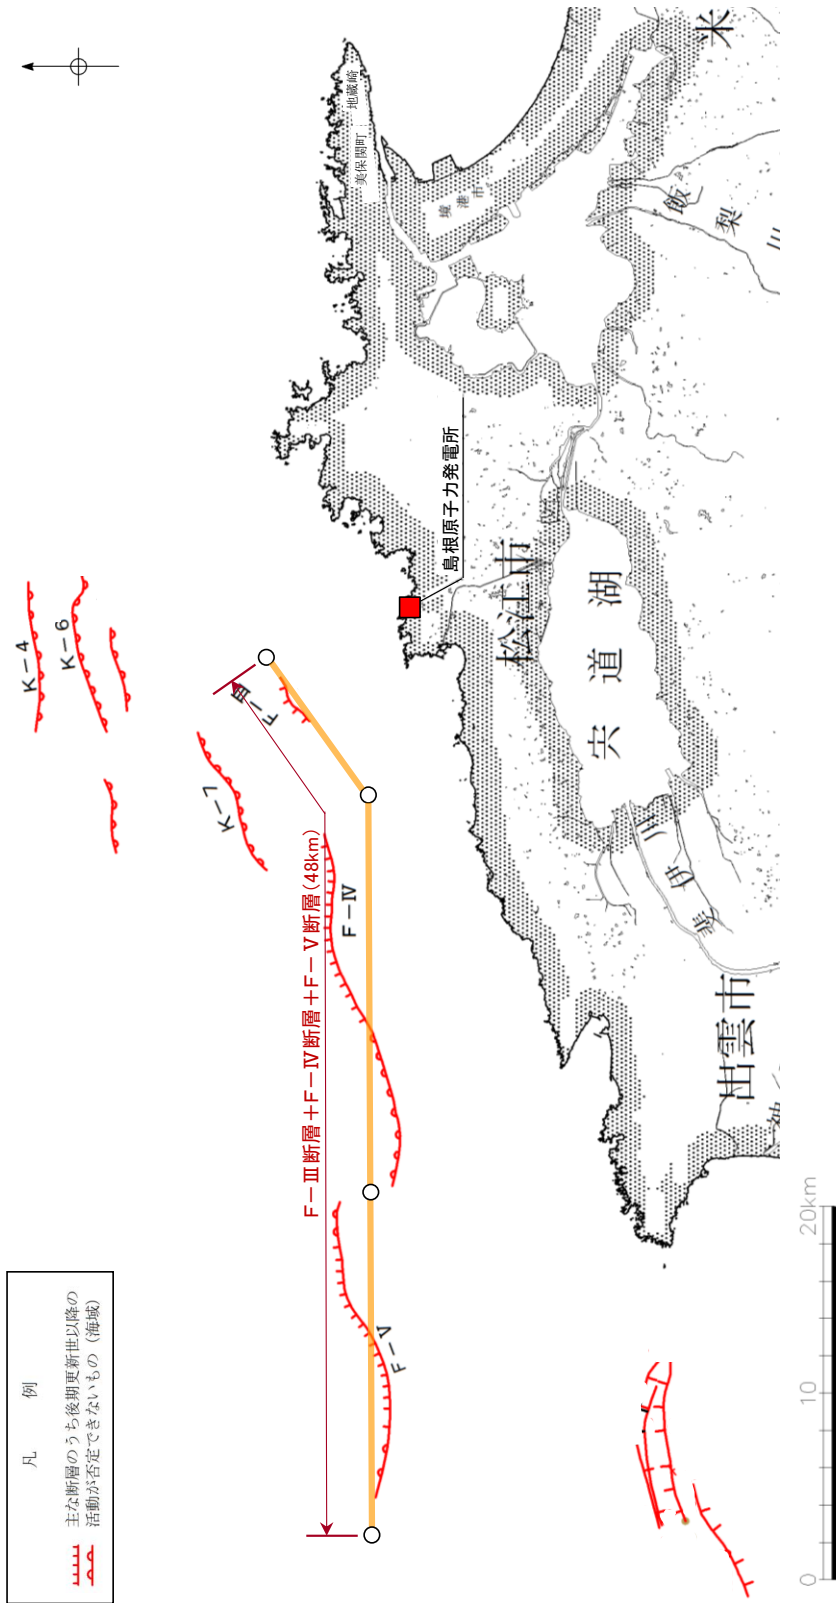 凡 例
主な断層のうち後期更新世以降の
活動が否定できないもの（海域）
K-4
K-6
K-7
F-Ⅲ
F-Ⅳ
F-Ⅴ
F-Ⅲ断層+F-Ⅳ断層+F-Ⅴ断層(48km)
島根原子力発電所
美保関町
地蔵崎
境港市
松江市
宍道湖
斐伊川
出雲市
飯梨川
米
神
0
10
20km